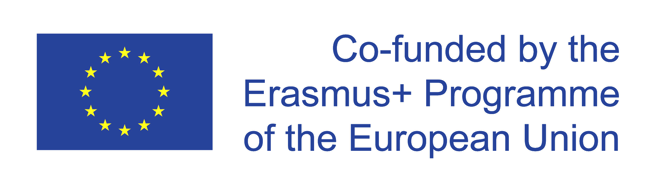 Co-funded by the
Erasmus+ Programme
of the European Union